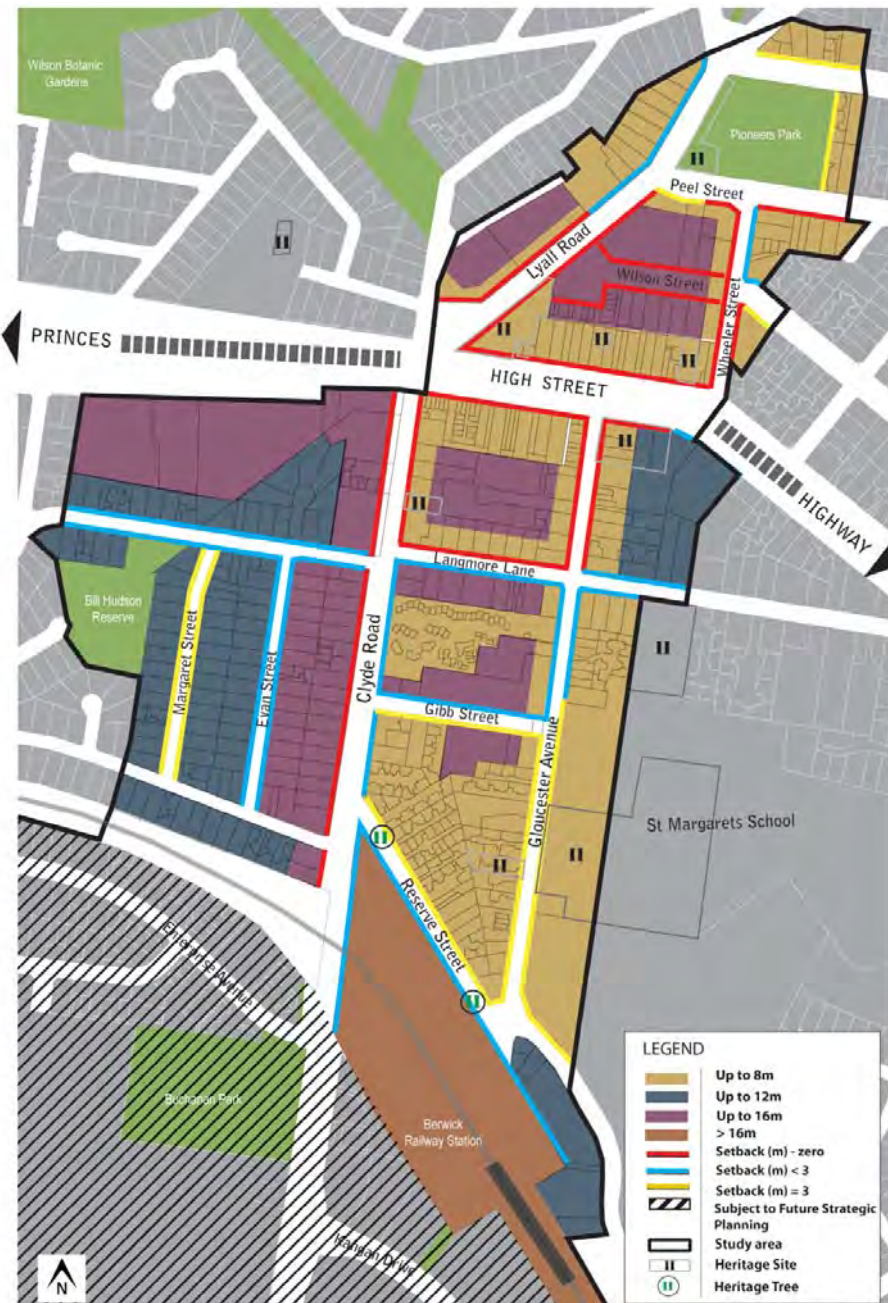 Wilson Botanic
Gardens
Pioneers Park
Peel Street
Lyall Road
Wilson Street
Wheeler Street
PRINCES
HIGH STREET
HIGHWAY
Langmore Lane
Bill Hudson
Reserve
Margaret Street
Evan Street
Clyde Road
Gibb Street
Gloucester Avenue
St Margarets School
Reserve Street
Enterprise Avenue
Buchanan Park
Berwick
Railway Station
Kangan Drive
N
LEGEND
Up to 8m
Up to 12m
Up to 16m
> 16m
Setback (m) - zero
Setback (m) < 3
Setback (m) = 3
Subject to Future Strategic
Planning
Study area
Heritage Site
Heritage Tree